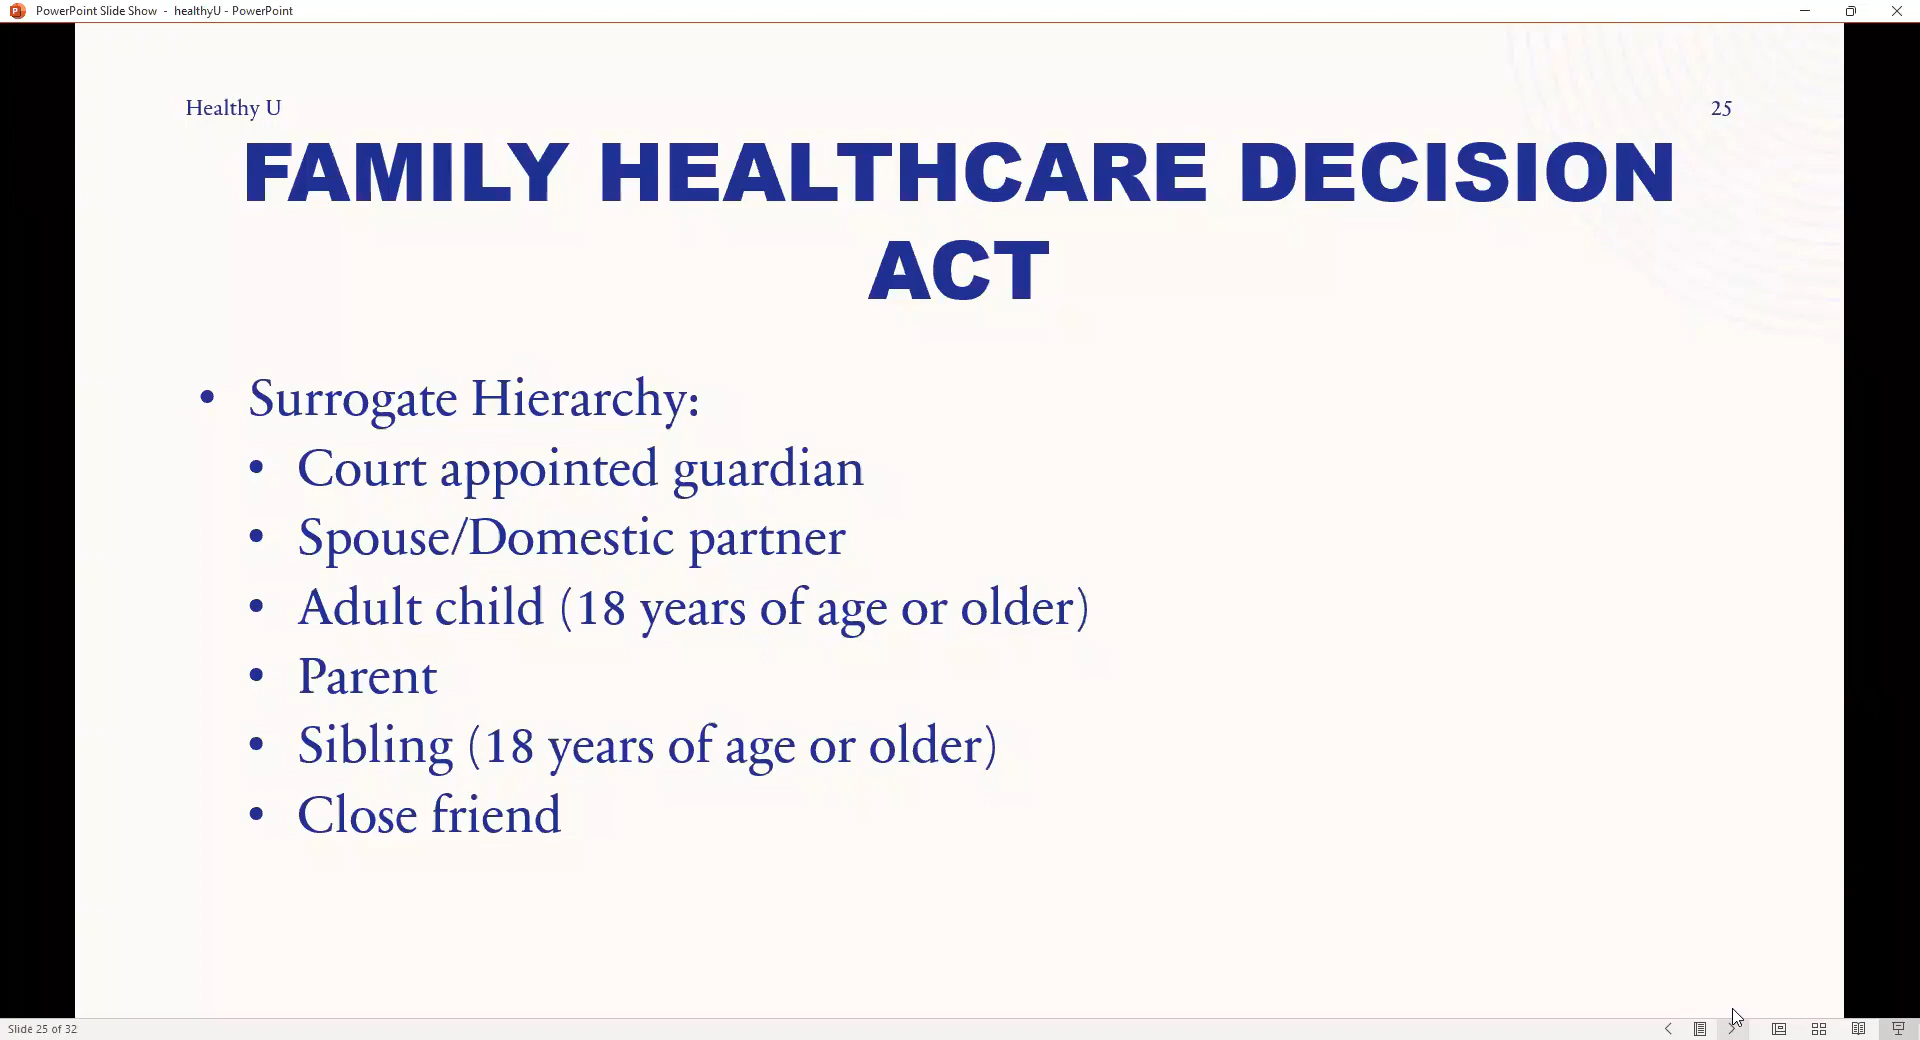 PowerPoint Slide Show - healthyU - PowerPoint
Healthy U
25
FAMILY HEALTHCARE DECISION
ACT
• Surrogate Hierarchy:
• Court appointed guardian
• Spouse/Domestic partner
• Adult child (18 years of age or older)
• Parent
• Sibling (18 years of age or older)
• Close friend
Slide 25 of 32